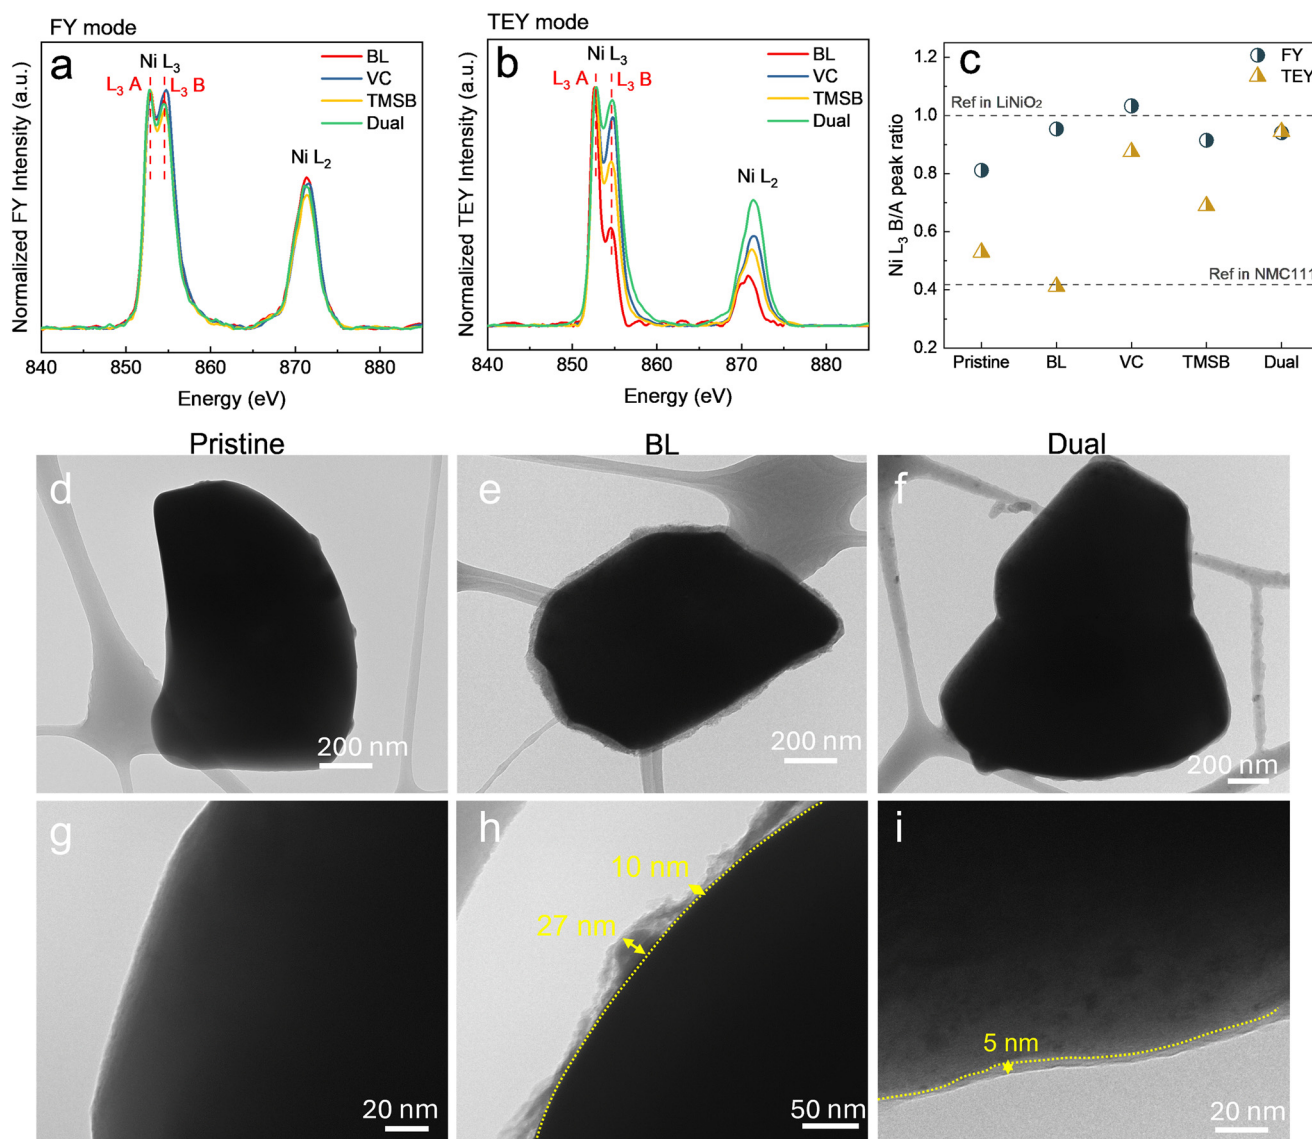 FY mode
a
Ni L₃
L₃ A
L₃ B
BL
VC
TMSB
Dual
Ni L₂
Normalized FY Intensity (a.u.)
840 850 860 870 880
Energy (eV)
TEY mode
b
Ni L₃
L₃ A
L₃ B
BL
VC
TMSB
Dual
Ni L₂
Normalized TEY Intensity (a.u.)
840 850 860 870 880
Energy (eV)
c
FY
TEY
Ref in LiNiO₂
Ref in NMC111
Ni L₃ B/A peak ratio
1.2
1.0
0.8
0.6
0.4
0.2
Pristine BL VC TMSB Dual
Pristine
BL
Dual
d
200 nm
e
200 nm
f
200 nm
g
20 nm
h
10 nm
27 nm
50 nm
i
5 nm
20 nm